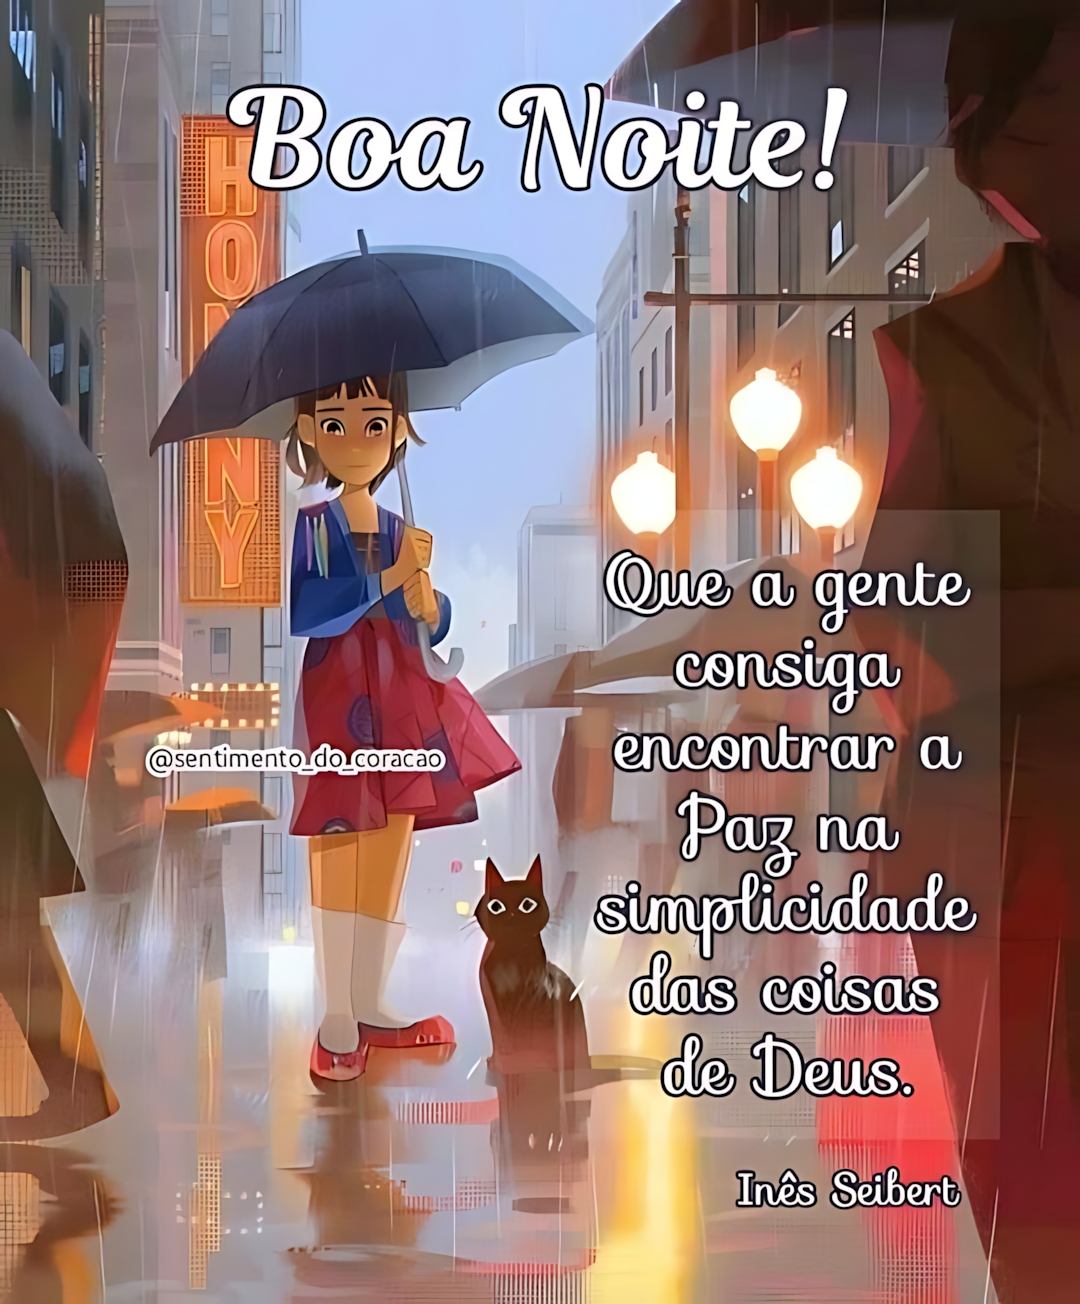 Boa Noite!
Que a gente
consiga
encontrar a
Paz na
simplicidade
das coisas
de Deus.
@sentimento_do_coracao
Inês Seibert